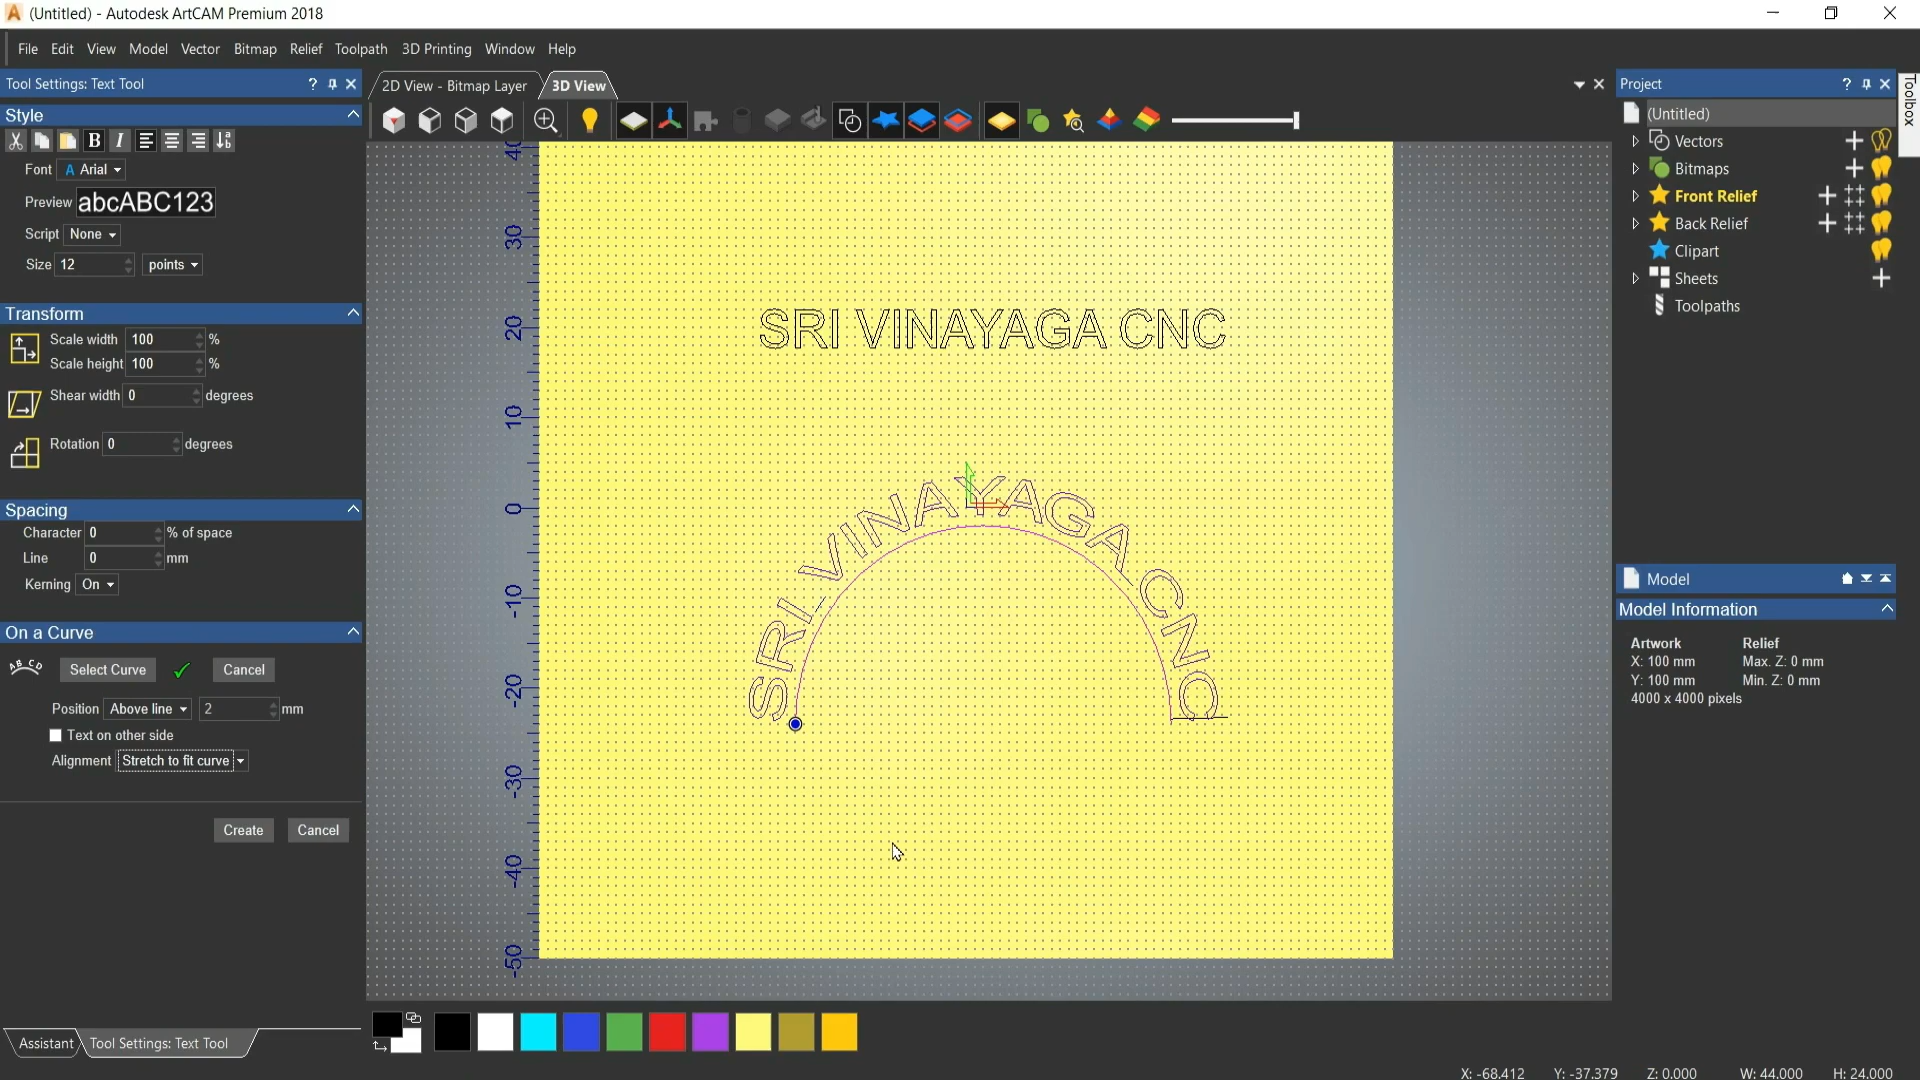 (Untitled) - Autodesk ArtCAM Premium 2018
File Edit View Model Vector Bitmap Relief Toolpath 3D Printing Window Help
Tool Settings: Text Tool ?
2D View - Bitmap Layer 3D View
Project ?
Toolbox
Style
B I
Font A Arial
Preview abcABC123
Script None
Size 12 points
Transform
Scale width 100 %
Scale height 100 %
Shear width 0 degrees
Rotation 0 degrees
Spacing
Character 0 % of space
Line 0 mm
Kerning On
On a Curve
AB CD Select Curve Cancel
Position Above line 2 mm
Text on other side
Alignment Stretch to fit curve
Create Cancel
Assistant Tool Settings: Text Tool
40
30
20
10
0
-10
-20
-30
-40
-50
SRI VINAYAGA CNC
SRI VINAYAGA CNC
(Untitled)
Vectors
Bitmaps
Front Relief
Back Relief
Clipart
Sheets
Toolpaths
Model
Model Information
Artwork Relief
X: 100 mm Max. Z: 0 mm
Y: 100 mm Min. Z: 0 mm
4000 x 4000 pixels
X: -68.412 Y: -37.379 Z: 0.000 W: 44.000 H: 24.000